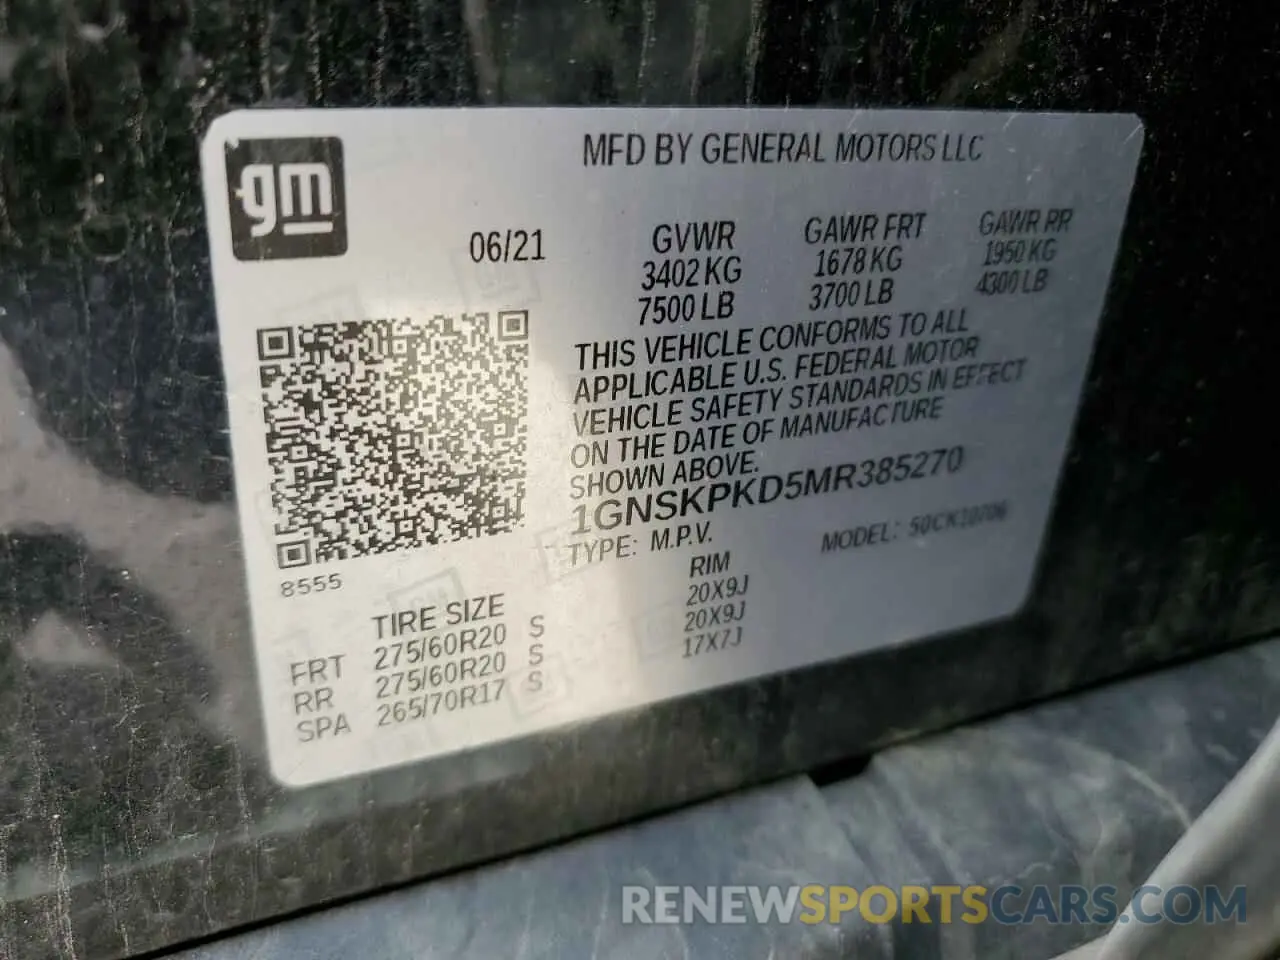 gm
MFD BY GENERAL MOTORS LLC
06/21
GVWR GAWR FRT GAWR RR
3402 KG 1678 KG 1950 KG
7500 LB 3700 LB 4300 LB
THIS VEHICLE CONFORMS TO ALL
APPLICABLE U.S. FEDERAL MOTOR
VEHICLE SAFETY STANDARDS IN EFFECT
ON THE DATE OF MANUFACTURE
SHOWN ABOVE.
1GNSKPKD5MR385270
TYPE: M.P.V. MODEL:
8555
TIRE SIZE RIM
FRT 275/60R20 S 20X9J
RR 275/60R20 S 20X9J
SPA 265/70R17 S 17X7J
RENEWSPORTSCARS.COM